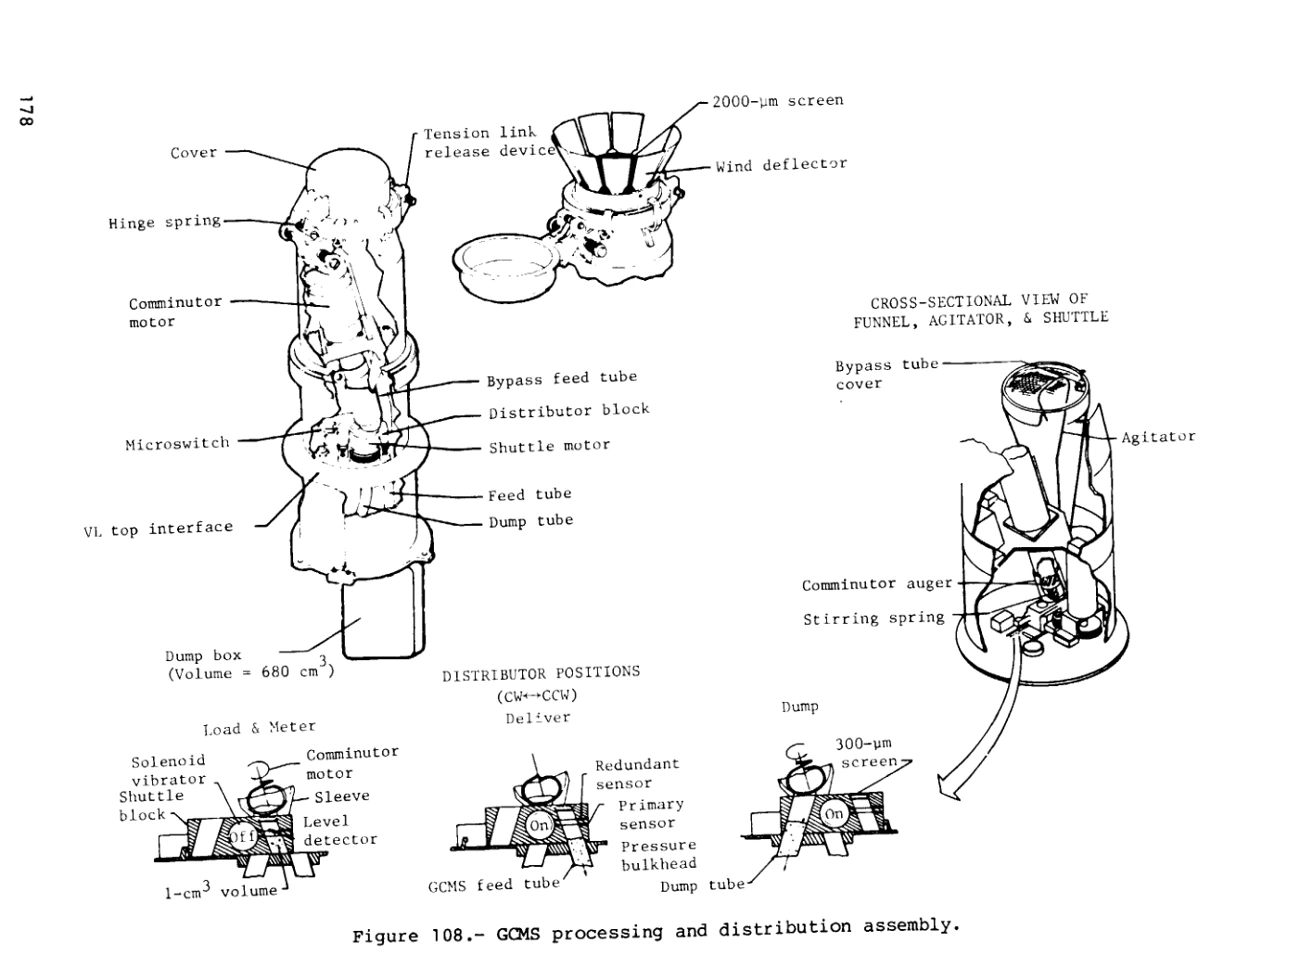 178
2000-μm screen
Tension link
release device
Cover
Wind deflector
Hinge spring
Comminutor
motor
CROSS-SECTIONAL VIEW OF
FUNNEL, AGITATOR, & SHUTTLE
Bypass tube
cover
Bypass feed tube
Distributor block
Agitator
Microswitch
Shuttle motor
Feed tube
Dump tube
VL top interface
Comminutor auger
Stirring spring
Dump box
(Volume = 680 cm3)
DISTRIBUTOR POSITIONS
(CW↔CCW)
Load & Meter
Deliver
Dump
Solenoid
vibrator
Shuttle
block
Comminutor
motor
Sleeve
Level
detector
Off
1-cm3 volume
Redundant
sensor
Primary
sensor
On
Pressure
bulkhead
GCMS feed tube
300-μm
screen
On
Dump tube
Figure 108.- GCMS processing and distribution assembly.